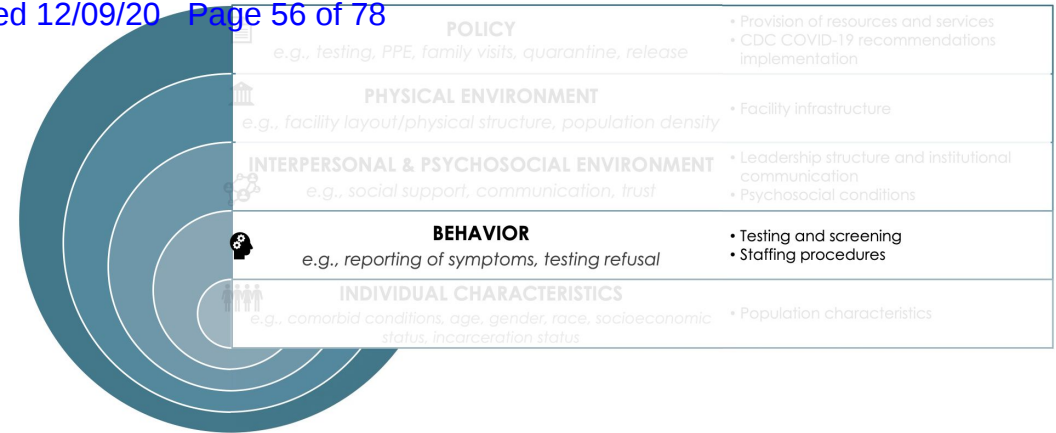 ed 12/09/20 Page 56 of 78
POLICY
e.g., testing, PPE, family visits, quarantine, release
• Provision of resources and services
• CDC COVID-19 recommendations
implementation
PHYSICAL ENVIRONMENT
e.g., facility layout/physical structure, population density
• Facility infrastructure
INTERPERSONAL & PSYCHOSOCIAL ENVIRONMENT
e.g., social support, communication, trust
• Leadership structure and institutional
communication
• Psychosocial conditions
BEHAVIOR
e.g., reporting of symptoms, testing refusal
• Testing and screening
• Staffing procedures
INDIVIDUAL CHARACTERISTICS
e.g., comorbid conditions, age, gender, race, socioeconomic
status, incarceration status
• Population characteristics